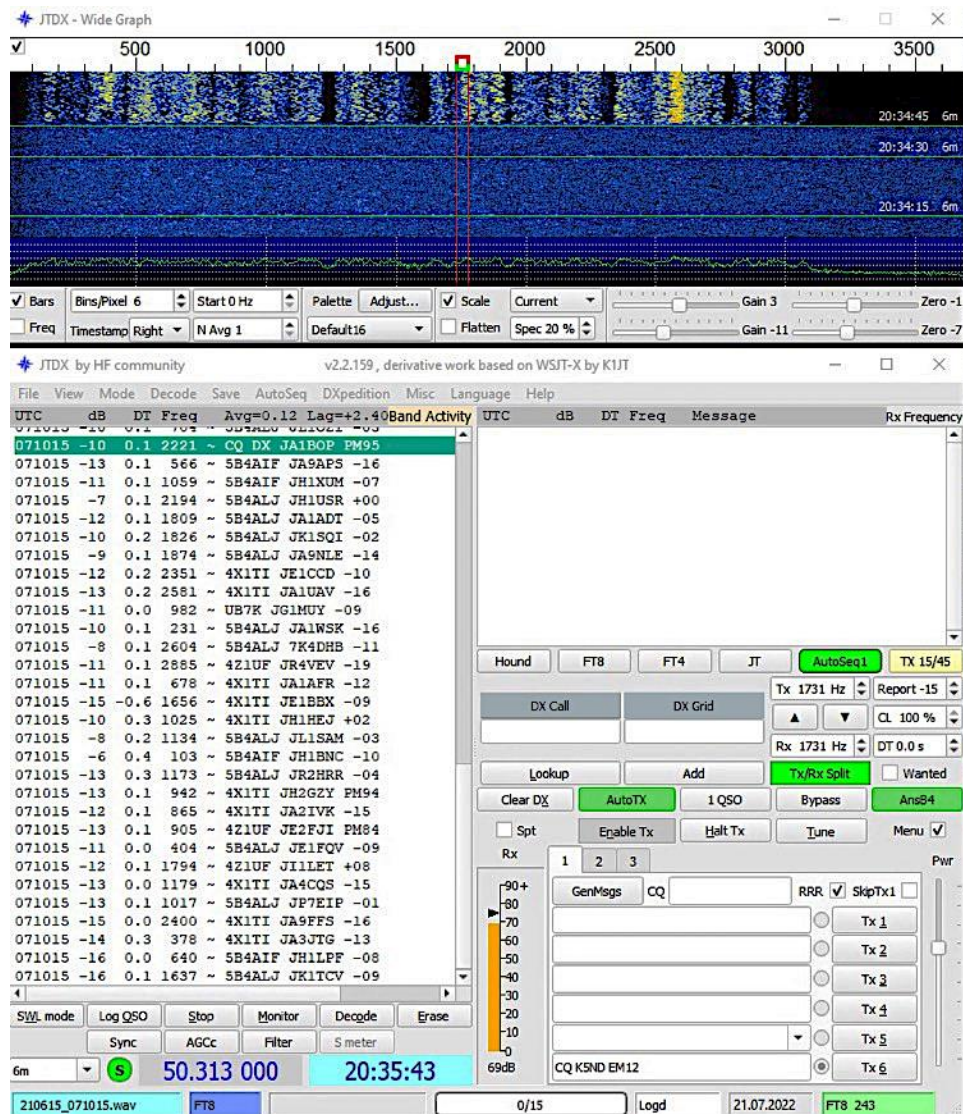 JTDX - Wide Graph
500 1000 1500 2000 2500 3000 3500
20:34:45 6m
20:34:30 6m
20:34:15 6m
Bars Bins/Pixel 6 Start 0 Hz Palette Adjust... Scale Current Gain 3 Zero -1
Freq Timestamp Right N Avg 1 Default16 Flatten Spec 20 % Gain -11 Zero -7
JTDX by HF community v2.2.159 , derivative work based on WSJT-X by K1JT
File View Mode Decode Save AutoSeq DXpedition Misc Language Help
UTC dB DT Freq Avg=0.12 Lag=+2.40 Band Activity
071015 -10 0.1 2221 ~ CQ DX JA1BOP PM95
071015 -13 0.1 566 ~ 5B4AIF JA9APS -16
071015 -11 0.1 1059 ~ 5B4AIF JH1XUM -07
071015 -7 0.1 2194 ~ 5B4ALJ JH1USR +00
071015 -12 0.1 1809 ~ 5B4ALJ JA1ADT -05
071015 -10 0.2 1826 ~ 5B4ALJ JK1SQI -02
071015 -9 0.1 1874 ~ 5B4ALJ JA9NLE -14
071015 -12 0.2 2351 ~ 4X1TI JE1CCD -10
071015 -13 0.2 2581 ~ 4X1TI JA1UAV -16
071015 -11 0.0 982 ~ UB7K JG1MUY -09
071015 -10 0.1 231 ~ 5B4ALJ JA1WSK -16
071015 -8 0.1 2604 ~ 5B4ALJ 7K4DHB -11
071015 -11 0.1 2885 ~ 4Z1UF JR4VEV -19
071015 -11 0.1 678 ~ 4X1TI JA1AFR -12
071015 -15 -0.6 1656 ~ 4X1TI JE1BBX -09
071015 -10 0.3 1025 ~ 4X1TI JH1HEJ +02
071015 -8 0.2 1134 ~ 5B4ALJ JL1SAM -03
071015 -6 0.4 103 ~ 5B4AIF JH1BNC -10
071015 -13 0.3 1173 ~ 5B4ALJ JR2HRR -04
071015 -13 0.1 942 ~ 4X1TI JH2GZY PM94
071015 -12 0.1 865 ~ 4X1TI JA2IVK -15
071015 -13 0.1 905 ~ 4Z1UF JE2FJI PM84
071015 -11 0.0 404 ~ 5B4ALJ JE1FQV -09
071015 -12 0.1 1794 ~ 4Z1UF JI1LET +08
071015 -13 0.0 1179 ~ 4X1TI JA4CQS -15
071015 -13 0.1 1017 ~ 5B4ALJ JP7EIP -01
071015 -15 0.0 2400 ~ 4X1TI JA9FFS -16
071015 -14 0.3 378 ~ 4X1TI JA3JTG -13
071015 -16 0.0 640 ~ 5B4AIF JH1LPF -08
071015 -16 0.1 1637 ~ 5B4ALJ JK1TCV -09
UTC dB DT Freq Message Rx Frequency
Hound FT8 FT4 JT AutoSeq1 TX 15/45
DX Call DX Grid Tx 1731 Hz Report -15
CL 100 %
Rx 1731 Hz DT 0.0 s
Lookup Add Tx/Rx Split Wanted
Clear DX AutoTX 1 QSO Bypass AnsB4
Spt Enable Tx Halt Tx Tune Menu
Rx 1 2 3 Pwr
GenMsgs CQ RRR SkipTx1
Tx 1
Tx 2
Tx 3
Tx 4
Tx 5
CQ K5ND EM12 Tx 6
90+
80
70
60
50
40
30
20
10
0
69dB
SWL mode Log QSO Stop Monitor Decode Erase
Sync AGCc Filter S meter
6m S 50.313 000 20:35:43
210615_071015.wav FT8 0/15 Logd 21.07.2022 FT8 243